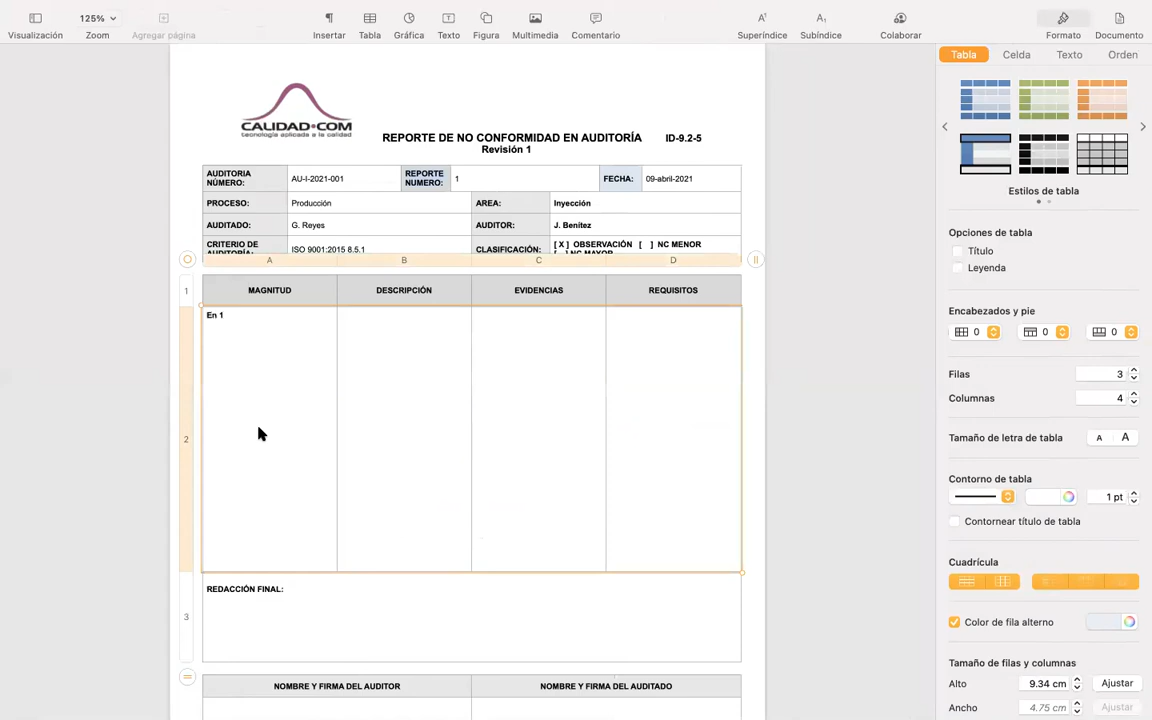 125%
Visualización Zoom Agregar página Insertar Tabla Gráfica Texto Figura Multimedia Comentario Superíndice Subíndice Colaborar Formato Documento
Tabla Celda Texto Orden
CALIDAD•COM
tecnología aplicada a la calidad
REPORTE DE NO CONFORMIDAD EN AUDITORÍA ID-9.2-5
Revisión 1
AUDITORIA NÚMERO: AU-I-2021-001 REPORTE NUMERO: 1 FECHA: 09-abril-2021
PROCESO: Producción AREA: Inyección
AUDITADO: G. Reyes AUDITOR: J. Benítez
CRITERIO DE AUDITORÍA: ISO 9001:2015 8.5.1 CLASIFICACIÓN: [ X ] OBSERVACIÓN [ ] NC MENOR
[ ] NC MAYOR
A B C D
1 MAGNITUD DESCRIPCIÓN EVIDENCIAS REQUISITOS
En 1
2
REDACCIÓN FINAL:
3
NOMBRE Y FIRMA DEL AUDITOR NOMBRE Y FIRMA DEL AUDITADO
Estilos de tabla
Opciones de tabla
Título
Leyenda
Encabezados y pie
0 0 0
Filas 3
Columnas 4
Tamaño de letra de tabla A A
Contorno de tabla
1 pt
Contornear título de tabla
Cuadrícula
Color de fila alterno
Tamaño de filas y columnas
Alto 9.34 cm Ajustar
Ancho 4.75 cm Ajustar